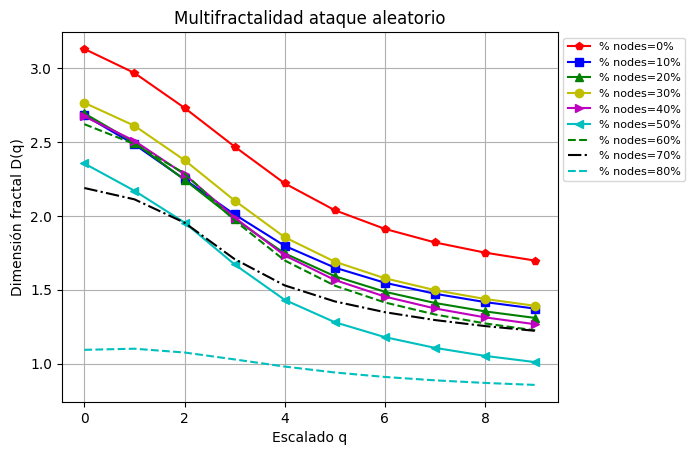 Multifractalidad ataque aleatorio
Dimensión fractal D(q)
3.0
2.5
2.0
1.5
1.0
0
2
4
6
8
Escalado q
% nodes=0%
% nodes=10%
% nodes=20%
% nodes=30%
% nodes=40%
% nodes=50%
% nodes=60%
% nodes=70%
% nodes=80%